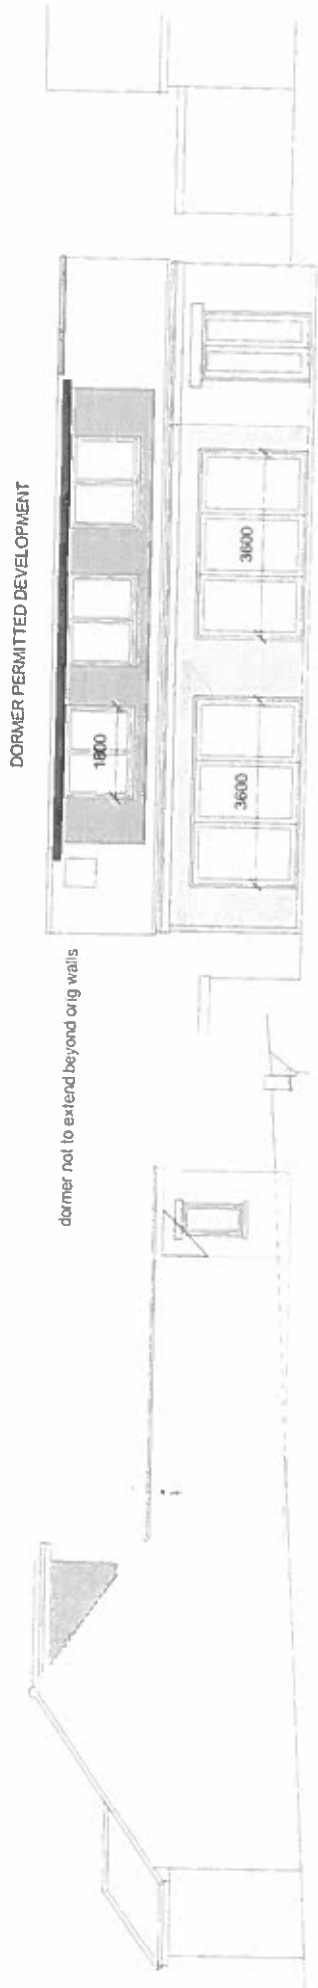 DORMER PERMITTED DEVELOPMENT
dormer not to extend beyond orig walls
1800
3600
3600